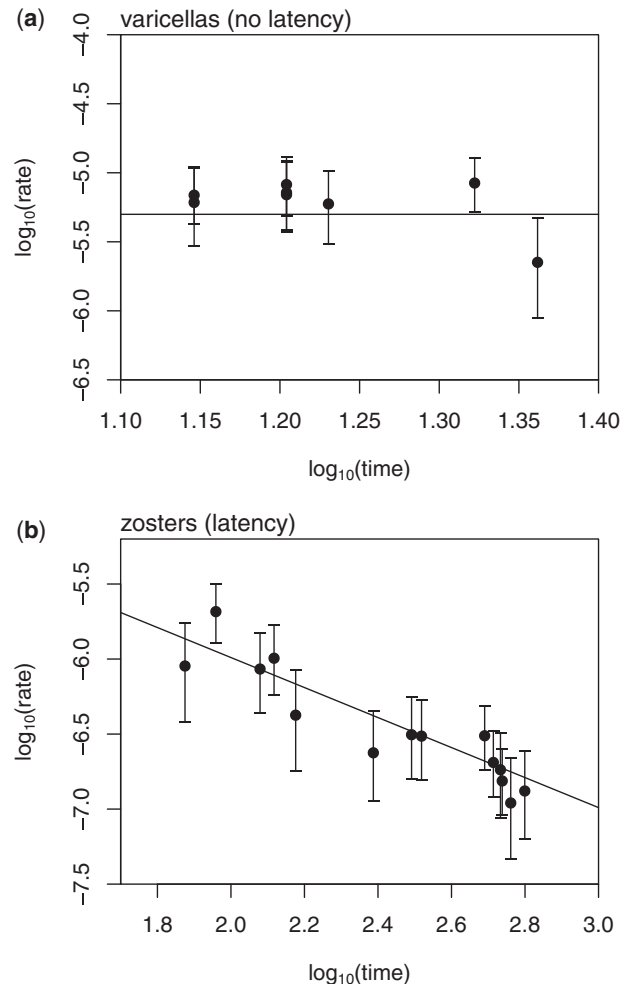 (a) varicellas (no latency)
−4.0
−4.5
−5.0
−5.5
−6.0
−6.5
log10(rate)
1.10 1.15 1.20 1.25 1.30 1.35 1.40
log10(time)
(b) zosters (latency)
−5.5
−6.0
−6.5
−7.0
−7.5
log10(rate)
1.8 2.0 2.2 2.4 2.6 2.8 3.0
log10(time)